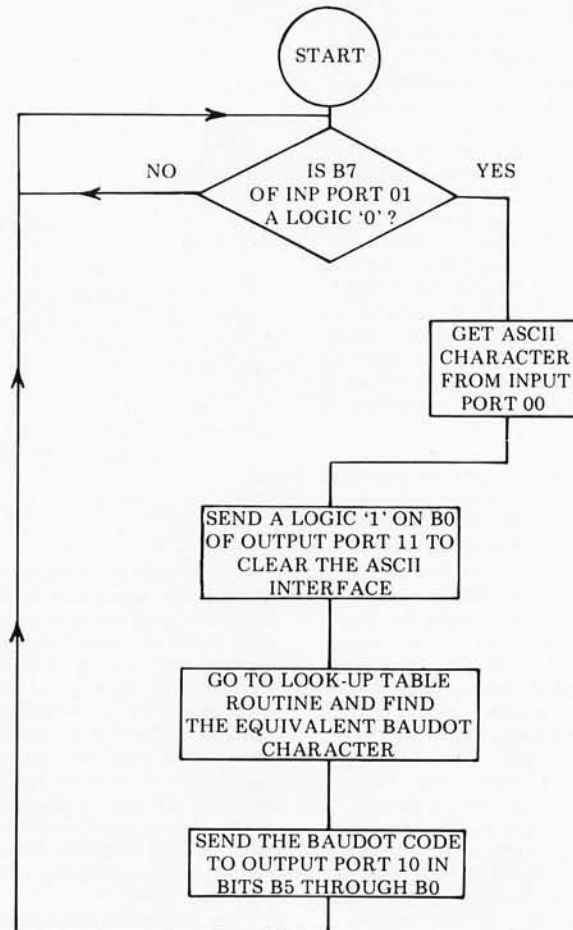 START
NO
IS B7
OF INP PORT 01
A LOGIC ‘0’ ?
YES
GET ASCII
CHARACTER
FROM INPUT
PORT 00
SEND A LOGIC ‘1’ ON B0
OF OUTPUT PORT 11 TO
CLEAR THE ASCII
INTERFACE
GO TO LOOK-UP TABLE
ROUTINE AND FIND
THE EQUIVALENT BAUDOT
CHARACTER
SEND THE BAUDOT CODE
TO OUTPUT PORT 10 IN
BITS B5 THROUGH B0